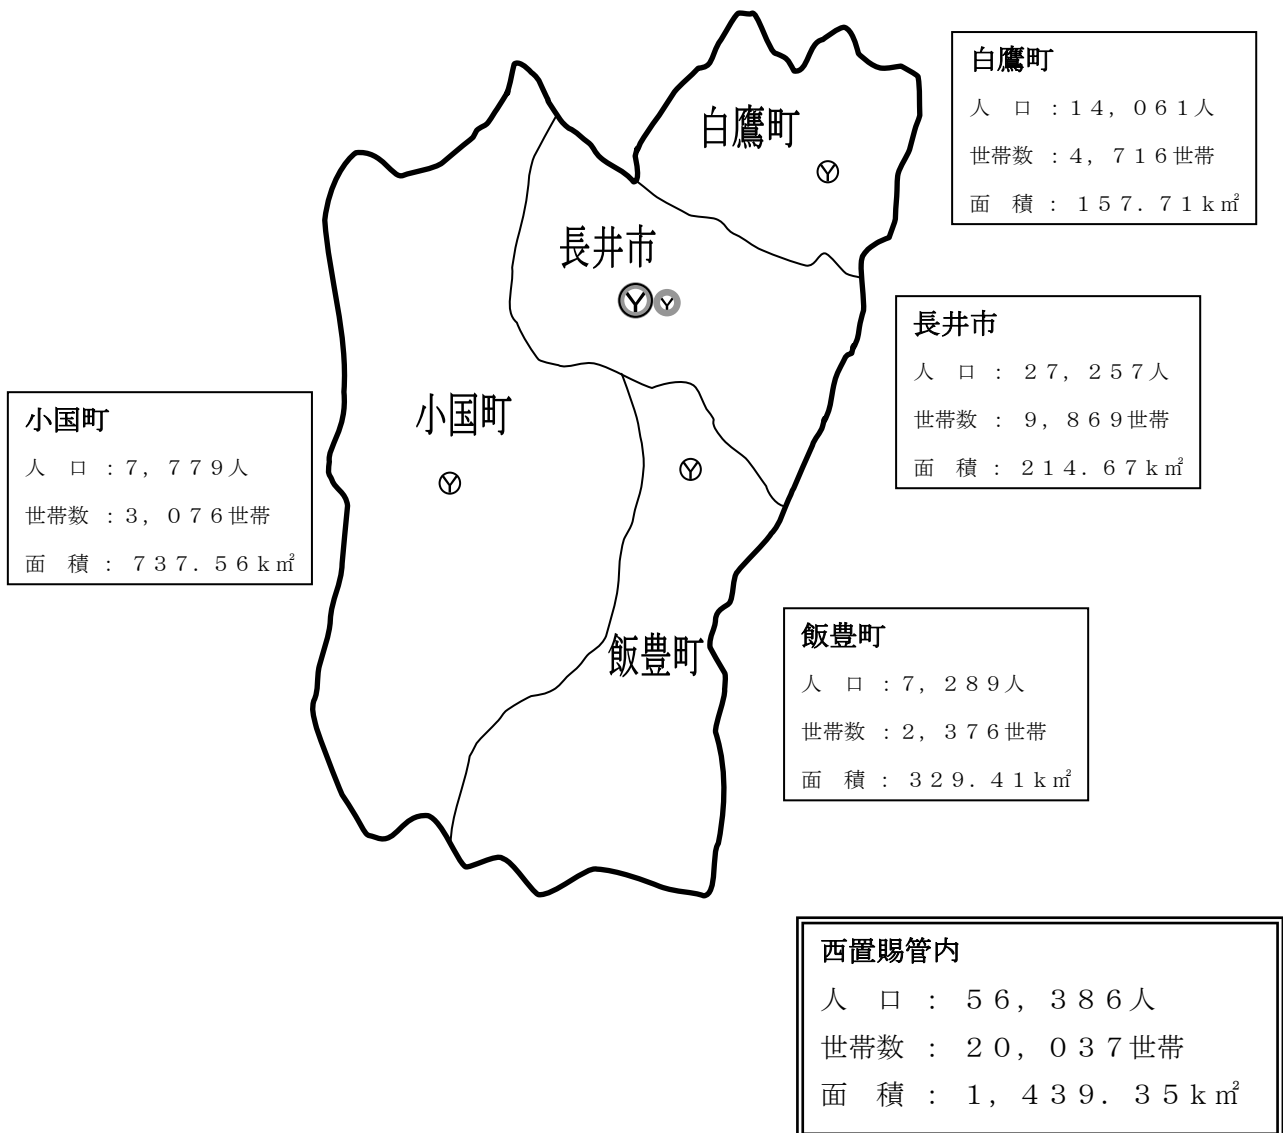 白鷹町
白鷹町
人　口 ：１４，０６１人
世帯数 ：４，７１６世帯
面　積 ： １５７．７１ｋ㎡
長井市
長井市
人　口 ： ２７，２５７人
世帯数 ： ９，８６９世帯
面　積 ： ２１４．６７ｋ㎡
小国町
小国町
人　口 ：７，７７９人
世帯数 ：３，０７６世帯
面　積 ： ７３７．５６ｋ㎡
飯豊町
飯豊町
人　口 ：７，２８９人
世帯数 ：２，３７６世帯
面　積 ： ３２９．４１ｋ㎡
西置賜管内
人　口 ： ５６，３８６人
世帯数 ： ２０，０３７世帯
面　積 ： １，４３９．３５ｋ㎡